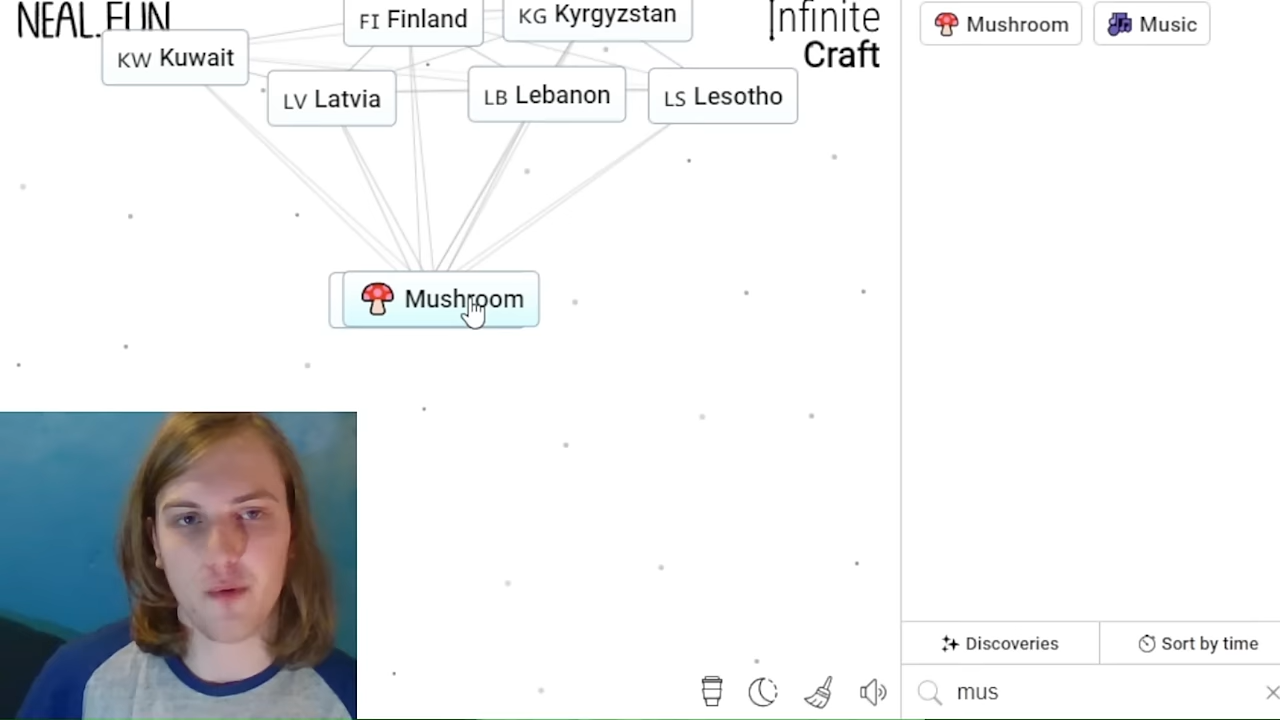 NEAL.FUN
FI Finland
KG Kyrgyzstan
Infinite
Craft
KW Kuwait
LV Latvia
LB Lebanon
LS Lesotho
Mushroom
Mushroom
Music
Discoveries
Sort by time
mus